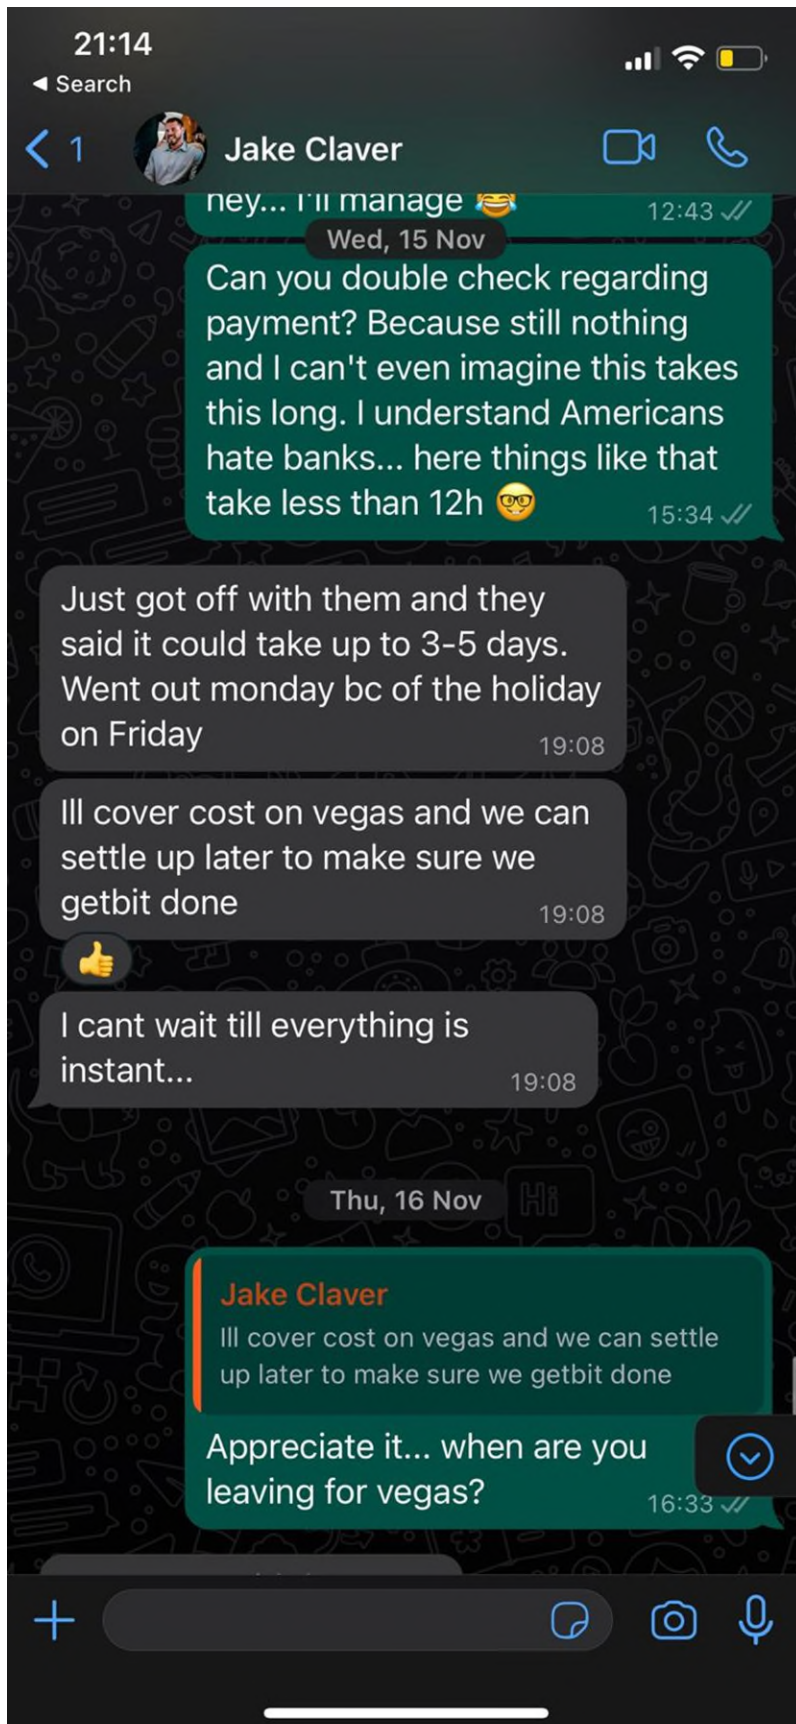 21:14
Search
1
Jake Claver
hey... I'll manage 😂
12:43
Wed, 15 Nov
Can you double check regarding
payment? Because still nothing
and I can't even imagine this takes
this long. I understand Americans
hate banks... here things like that
take less than 12h 🤓
15:34
Just got off with them and they
said it could take up to 3-5 days.
Went out monday bc of the holiday
on Friday
19:08
Ill cover cost on vegas and we can
settle up later to make sure we
getbit done
19:08
👍
I cant wait till everything is
instant...
19:08
Thu, 16 Nov
Hi
Jake Claver
Ill cover cost on vegas and we can settle
up later to make sure we getbit done
Appreciate it... when are you
leaving for vegas?
16:33